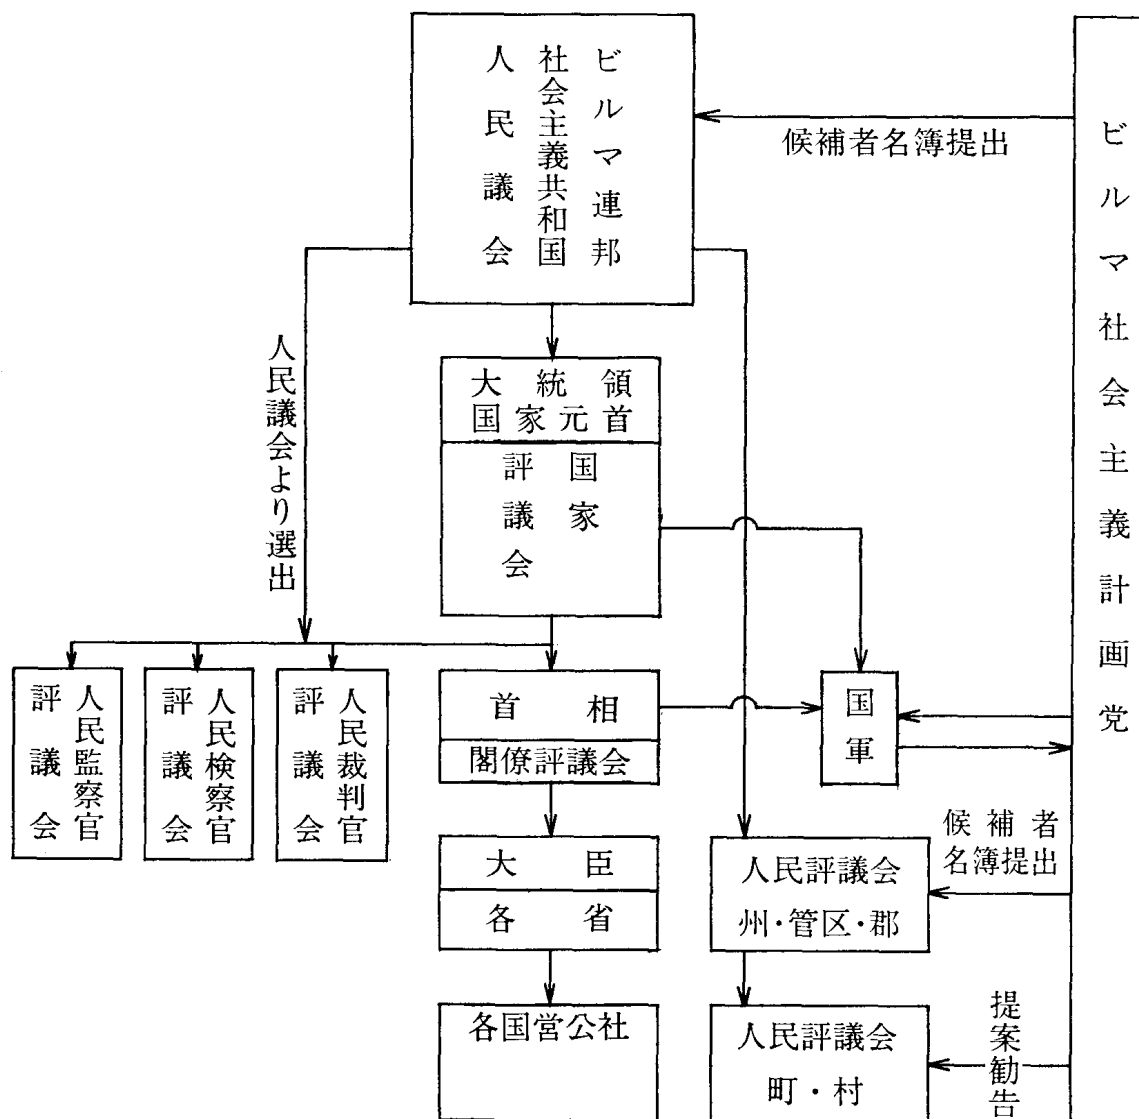 ビルマ連邦
社会主義共和国
人民議会
候補者名簿提出
ビルマ社会主義計画党
人民議会より選出
大統領
国家元首
国家
評議会
人民監察官
評議会
人民検察官
評議会
人民裁判官
評議会
首相
閣僚評議会
国軍
大臣
各省
人民評議会
州・管区・郡
候補者
名簿提出
各国営公社
人民評議会
町・村
提案勧告